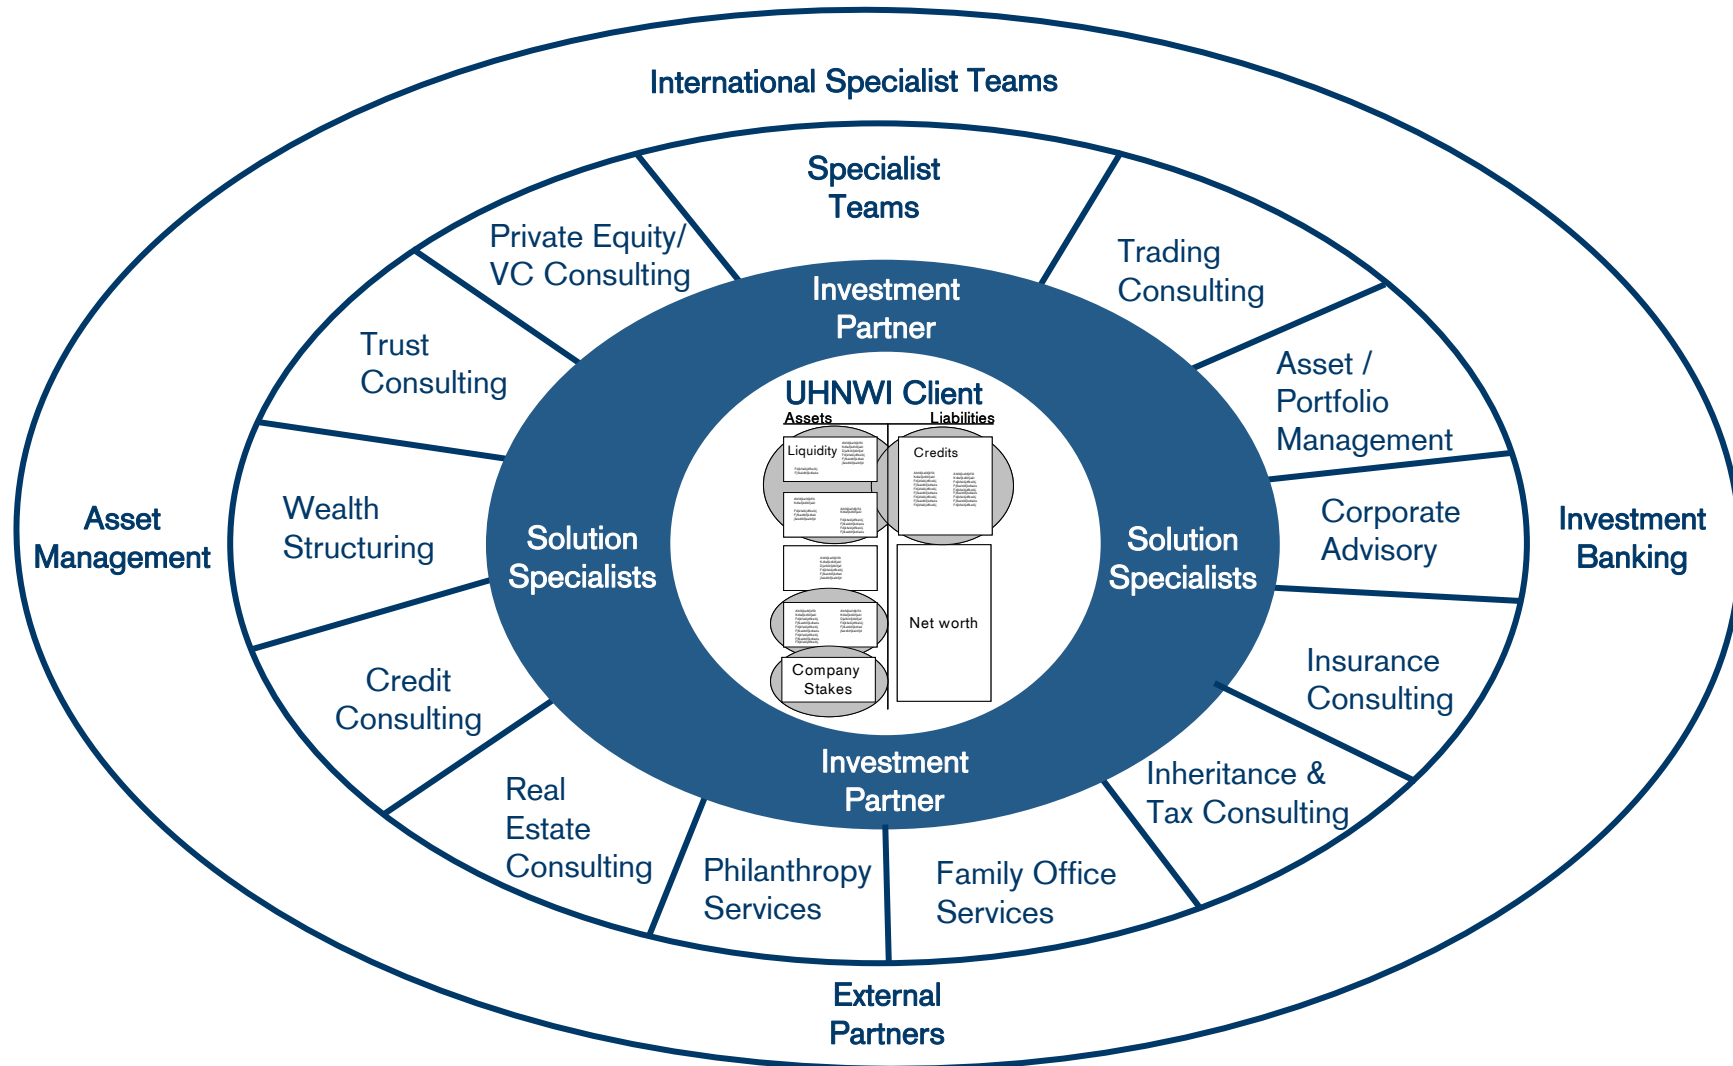 International Specialist Teams
Specialist
Teams
Private Equity/
VC Consulting
Trading
Consulting
Investment
Partner
Trust
Consulting
Asset /
Portfolio
Management
UHNWI Client
Assets
Liabilities
Liquidity
Credits
Wealth
Structuring
Corporate
Advisory
Asset
Management
Investment
Banking
Solution
Specialists
Solution
Specialists
Net worth
Company
Stakes
Credit
Consulting
Insurance
Consulting
Investment
Partner
Inheritance &
Tax Consulting
Real
Estate
Consulting
Philanthropy
Services
Family Office
Services
External
Partners